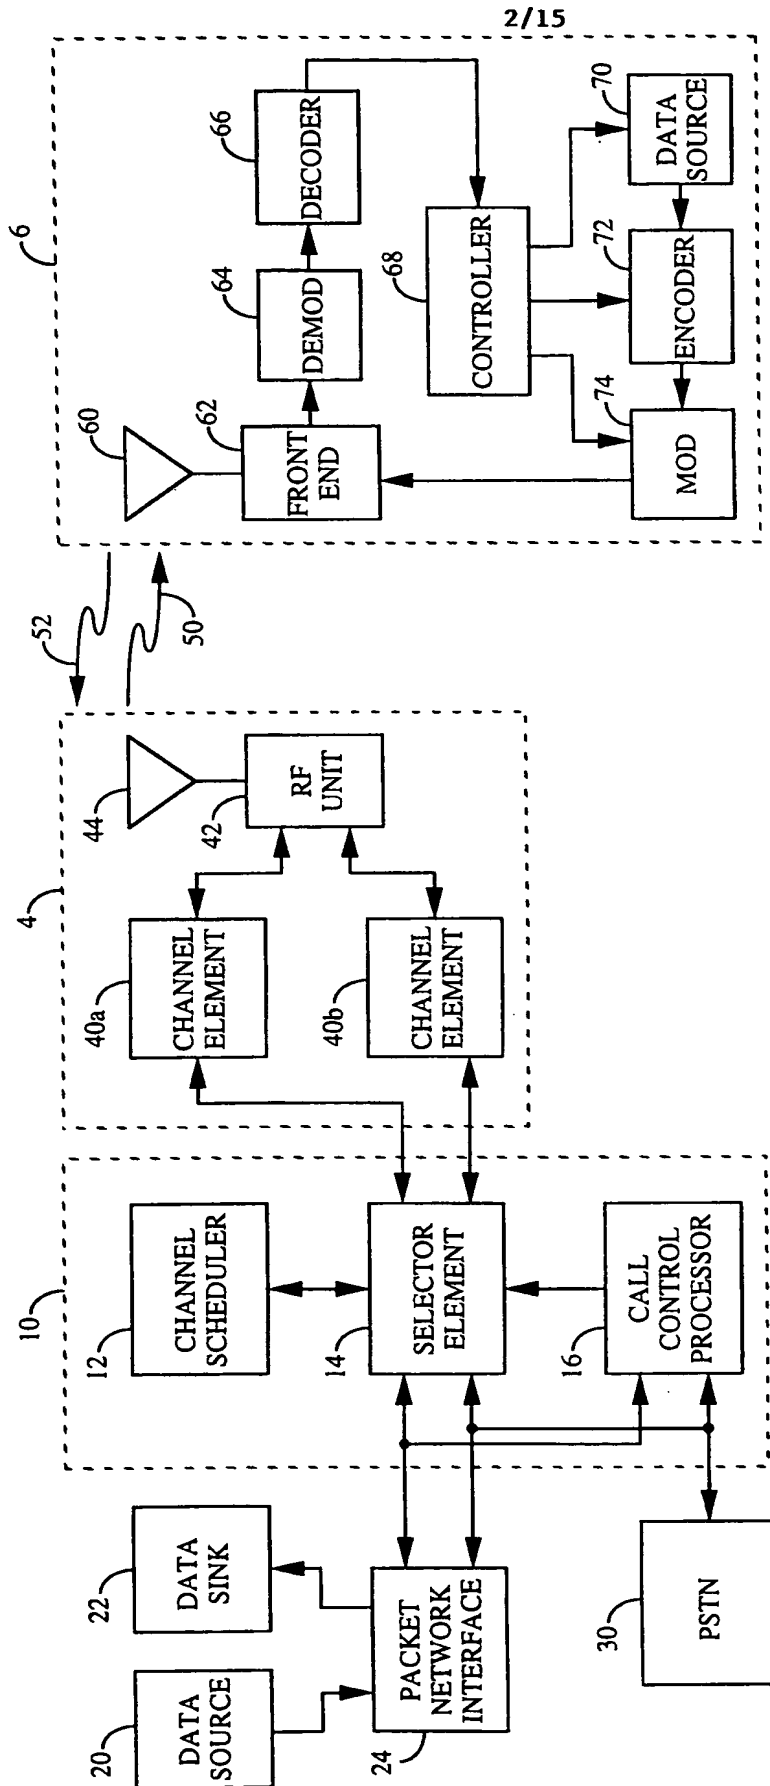 2/15
20
DATA
SOURCE
22
DATA
SINK
24
PACKET
NETWORK
INTERFACE
30
PSTN
10
12
CHANNEL
SCHEDULER
14
SELECTOR
ELEMENT
16
CALL
CONTROL
PROCESSOR
4
40a
CHANNEL
ELEMENT
40b
CHANNEL
ELEMENT
44
42
RF
UNIT
52
50
6
60
62
FRONT
END
64
DEMOD
66
DECODER
68
CONTROLLER
70
DATA
SOURCE
72
ENCODER
74
MOD